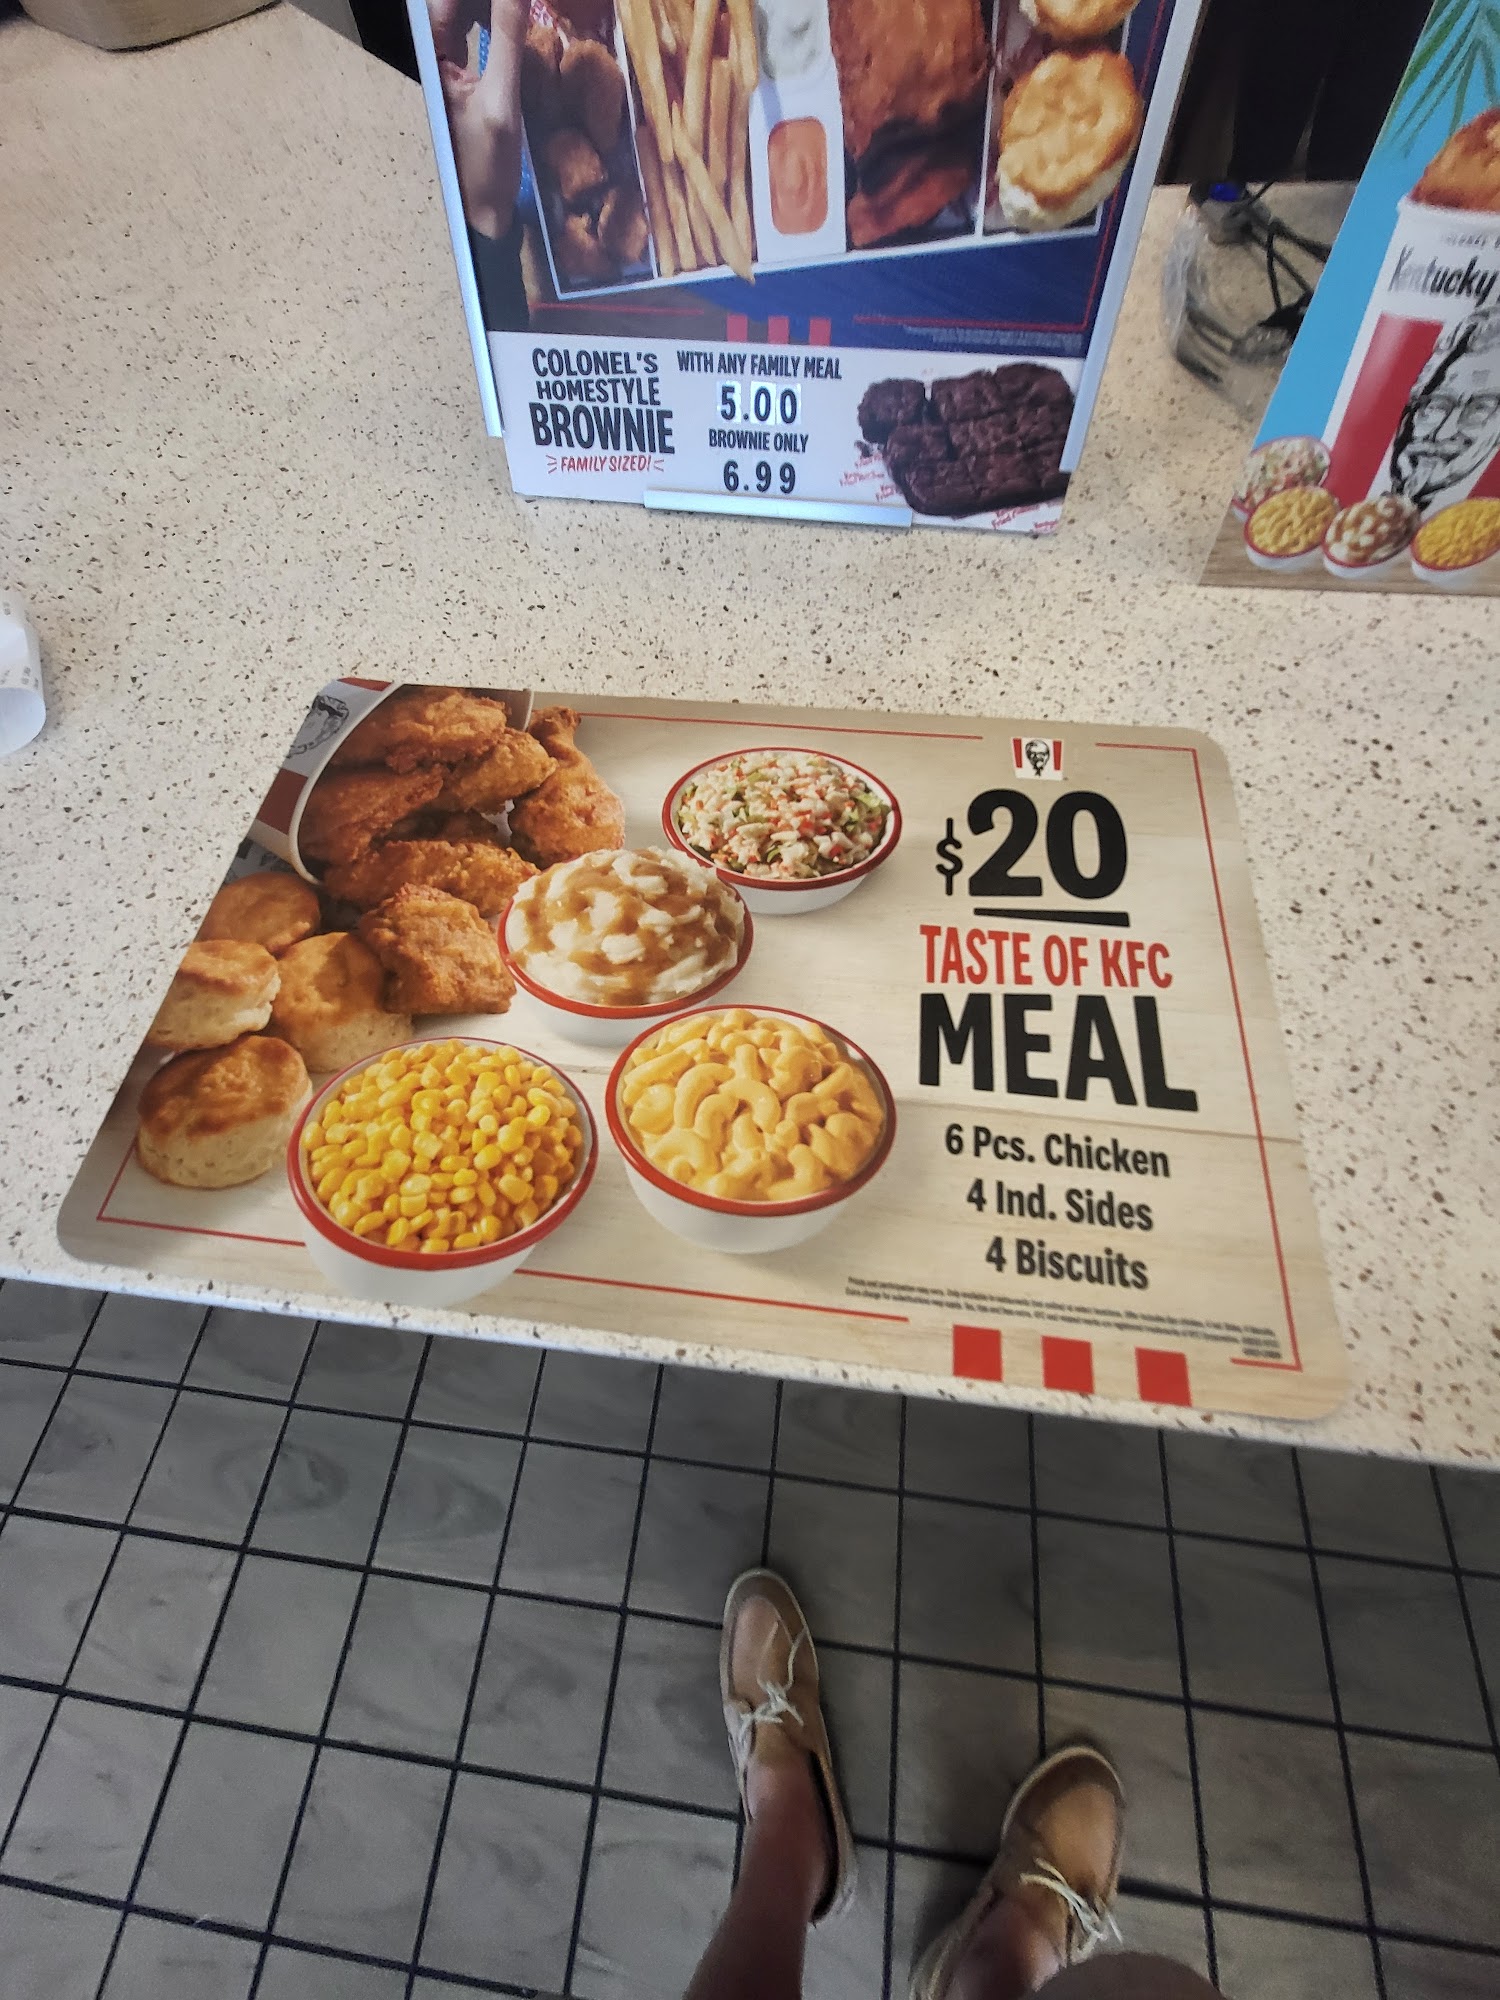 COLONEL'S
HOMESTYLE
BROWNIE
FAMILY SIZED!
WITH ANY FAMILY MEAL
5.00
BROWNIE ONLY
6.99
Kentucky
$20
TASTE OF KFC
MEAL
6 Pcs. Chicken
4 Ind. Sides
4 Biscuits